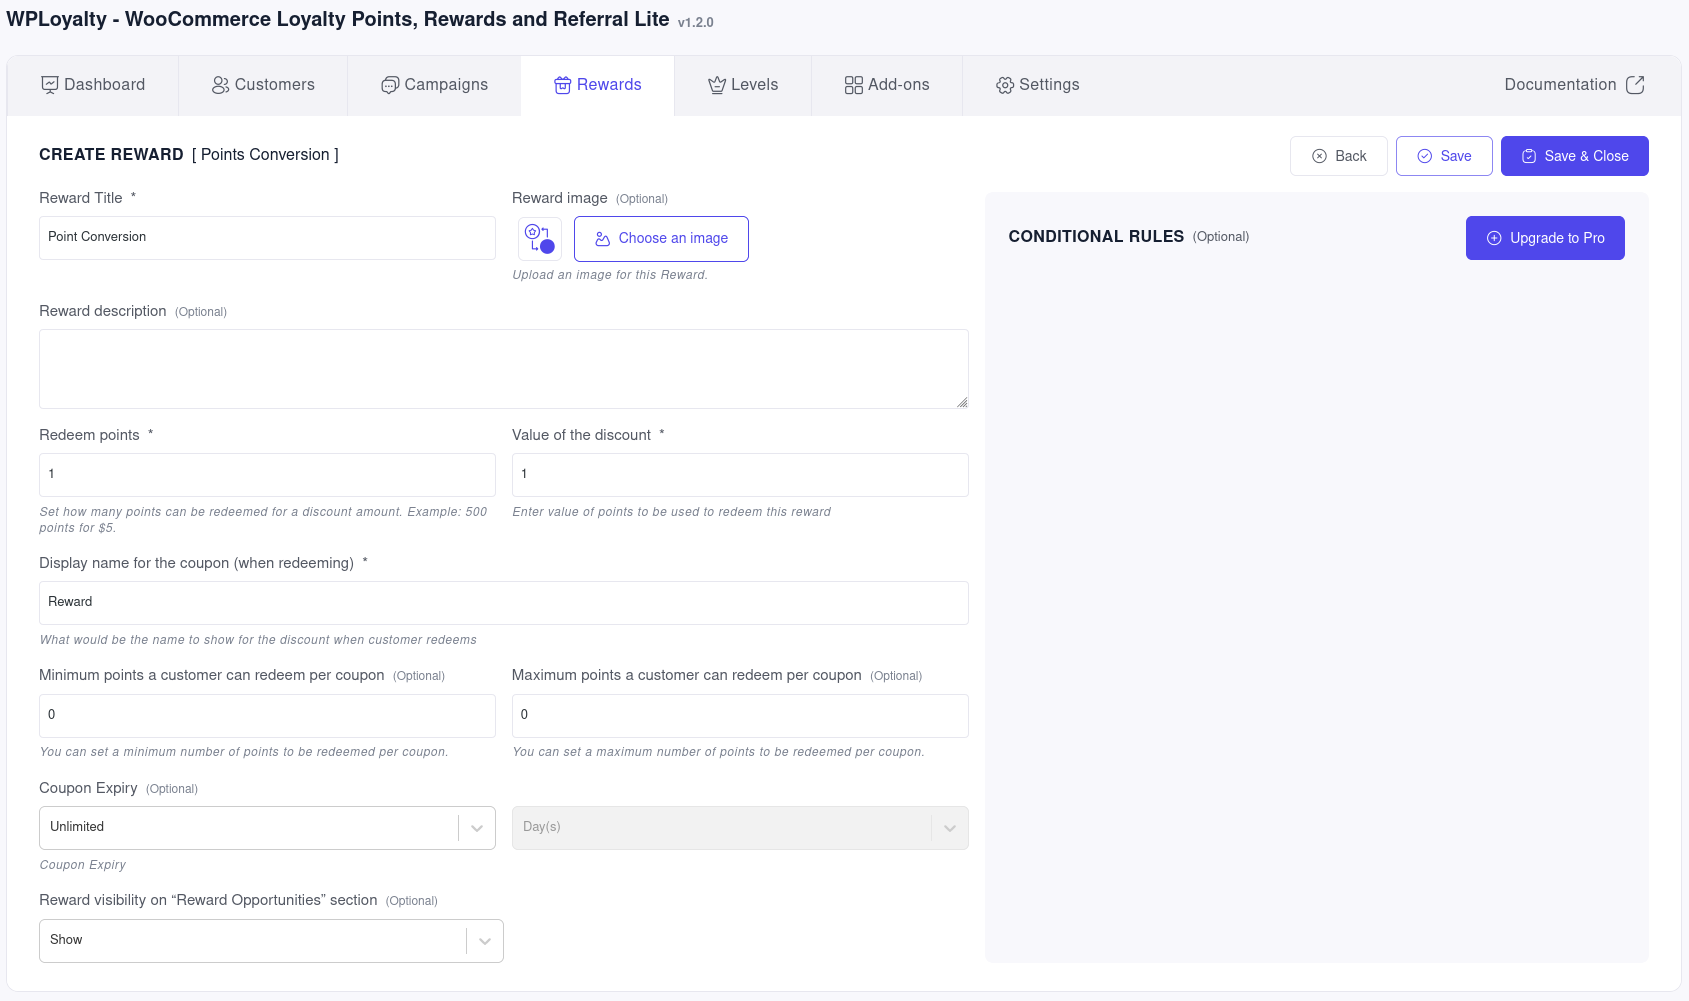 WPLoyalty - WooCommerce Loyalty Points, Rewards and Referral Lite v1.2.0
Dashboard Customers Campaigns Rewards Levels Add-ons Settings Documentation
CREATE REWARD [ Points Conversion ]
Back Save Save & Close
Reward Title *
Point Conversion
Reward image (Optional)
Choose an image
Upload an image for this Reward.
CONDITIONAL RULES (Optional)
Upgrade to Pro
Reward description (Optional)
Redeem points *
1
Set how many points can be redeemed for a discount amount. Example: 500
points for $5.
Value of the discount *
1
Enter value of points to be used to redeem this reward
Display name for the coupon (when redeeming) *
Reward
What would be the name to show for the discount when customer redeems
Minimum points a customer can redeem per coupon (Optional)
0
You can set a minimum number of points to be redeemed per coupon.
Maximum points a customer can redeem per coupon (Optional)
0
You can set a maximum number of points to be redeemed per coupon.
Coupon Expiry (Optional)
Unlimited
Day(s)
Coupon Expiry
Reward visibility on “Reward Opportunities” section (Optional)
Show